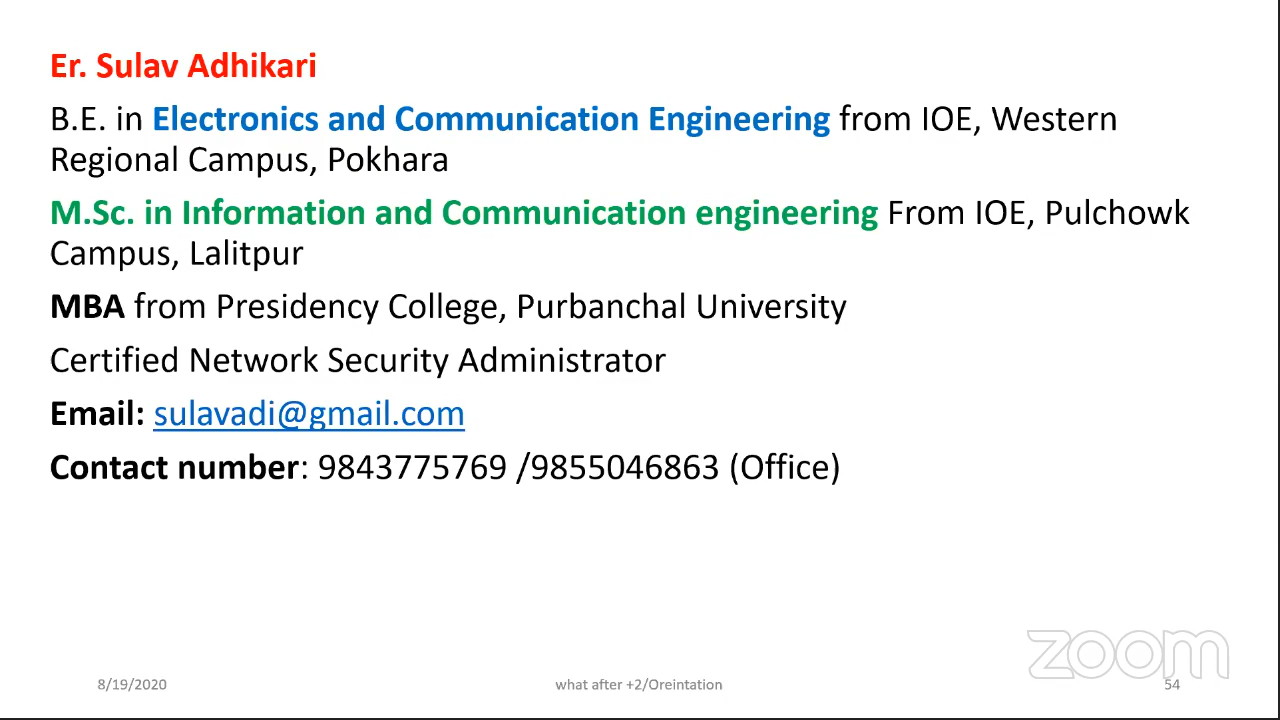 Er. Sulav Adhikari
B.E. in Electronics and Communication Engineering from IOE, Western
Regional Campus, Pokhara
M.Sc. in Information and Communication engineering From IOE, Pulchowk
Campus, Lalitpur
MBA from Presidency College, Purbanchal University
Certified Network Security Administrator
Email: sulavadi@gmail.com
Contact number: 9843775769 /9855046863 (Office)
zoom
8/19/2020 what after +2/Oreintation 54